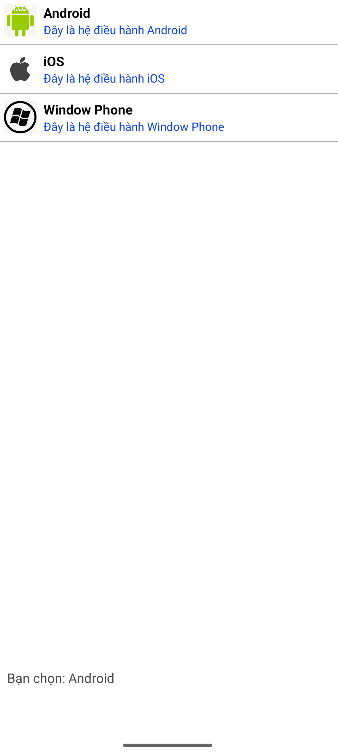 Android
Đây là hệ điều hành Android
iOS
Đây là hệ điều hành iOS
Window Phone
Đây là hệ điều hành Window Phone
Bạn chọn: Android